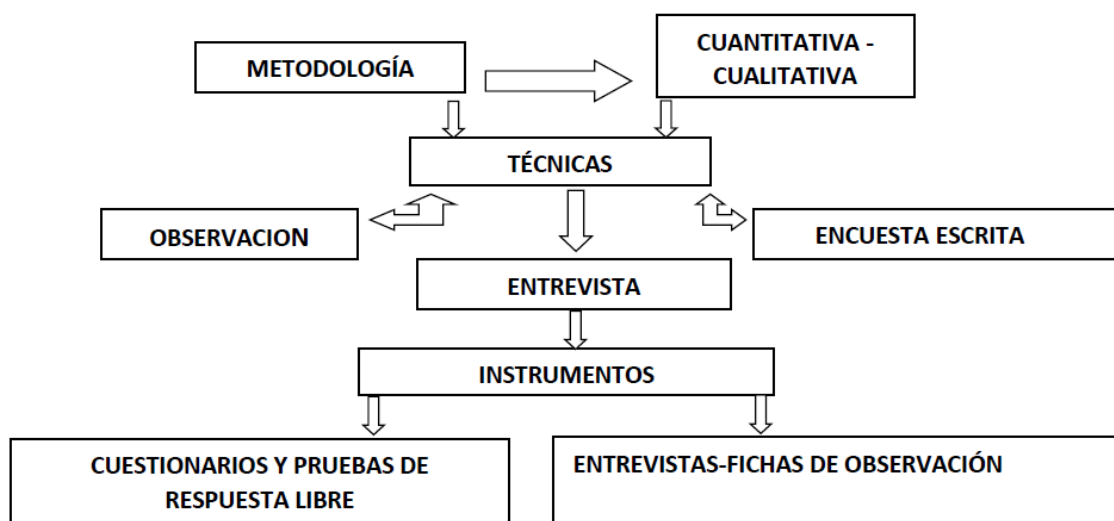 METODOLOGÍA
CUANTITATIVA -
CUALITATIVA
TÉCNICAS
OBSERVACION
ENCUESTA ESCRITA
ENTREVISTA
INSTRUMENTOS
CUESTIONARIOS Y PRUEBAS DE
RESPUESTA LIBRE
ENTREVISTAS-FICHAS DE OBSERVACIÓN